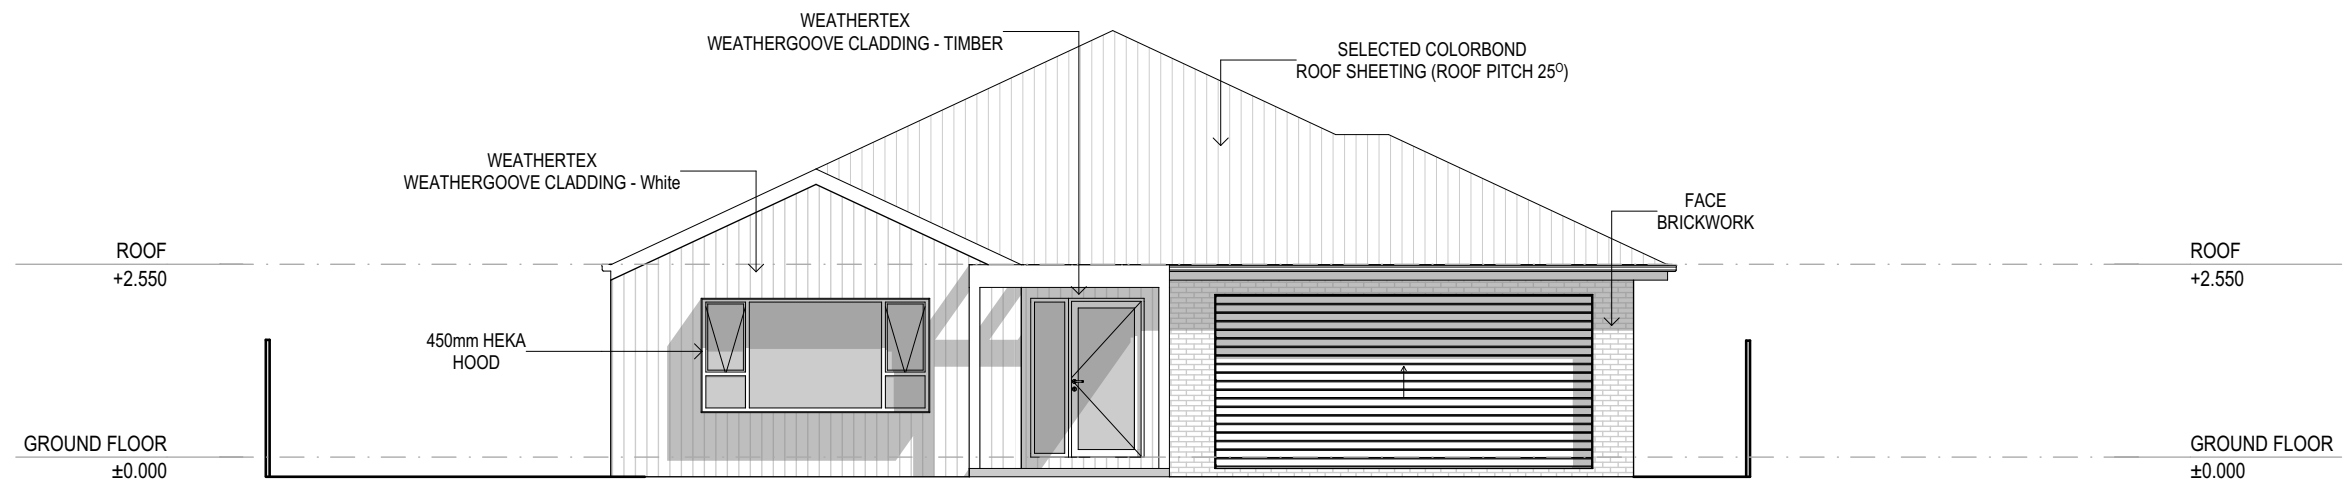 WEATHERTEX
WEATHERGOOVE CLADDING - TIMBER
SELECTED COLORBOND
ROOF SHEETING (ROOF PITCH 25⁰)
WEATHERTEX
WEATHERGOOVE CLADDING - White
FACE
BRICKWORK
ROOF
+2.550
ROOF
+2.550
450mm HEKA
HOOD
GROUND FLOOR
±0.000
GROUND FLOOR
±0.000